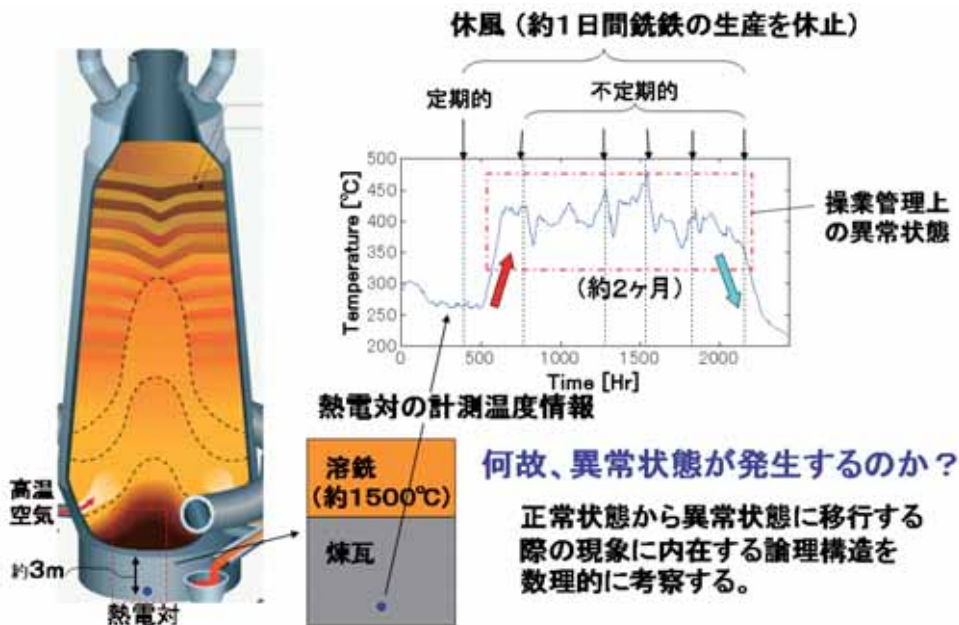 休風（約1日間銑鉄の生産を休止）
定期的
不定期的
500
450
400
350
300
250
200
Temperature [℃]
0
500
1000
1500
2000
Time [Hr]
（約2ヶ月）
操業管理上
の異常状態
熱電対の計測温度情報
溶銑
（約1500℃）
煉瓦
高温
空気
約3m
熱電対
何故、異常状態が発生するのか？
正常状態から異常状態に移行する
際の現象に内在する論理構造を
数理的に考察する。